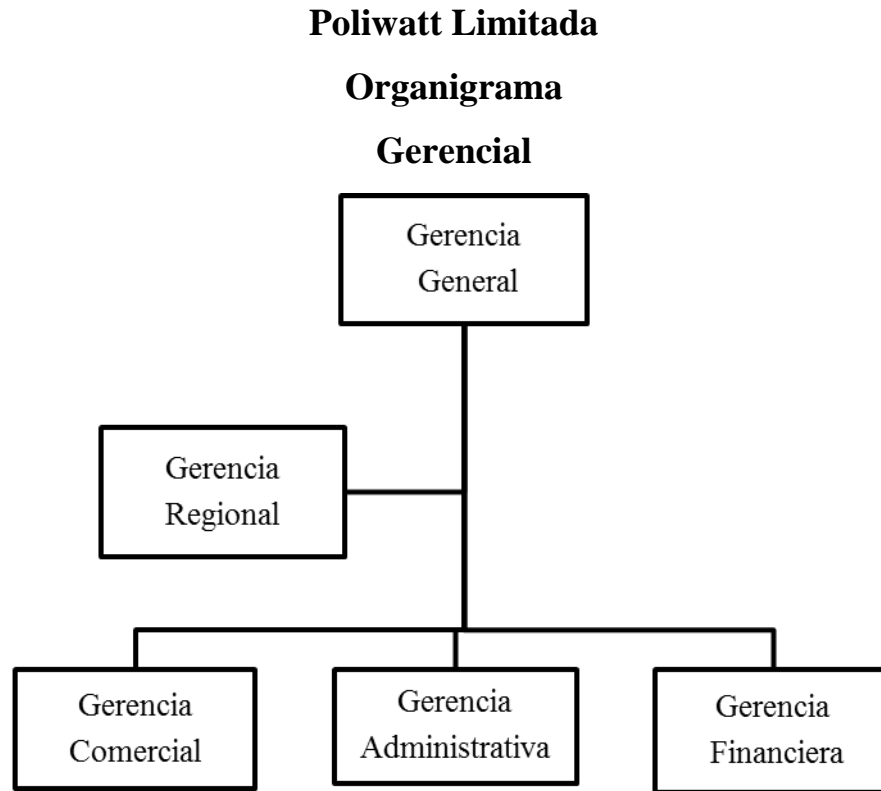 Poliwatt Limitada
Organigrama
Gerencial
Gerencia
General
Gerencia
Regional
Gerencia
Comercial
Gerencia
Administrativa
Gerencia
Financiera